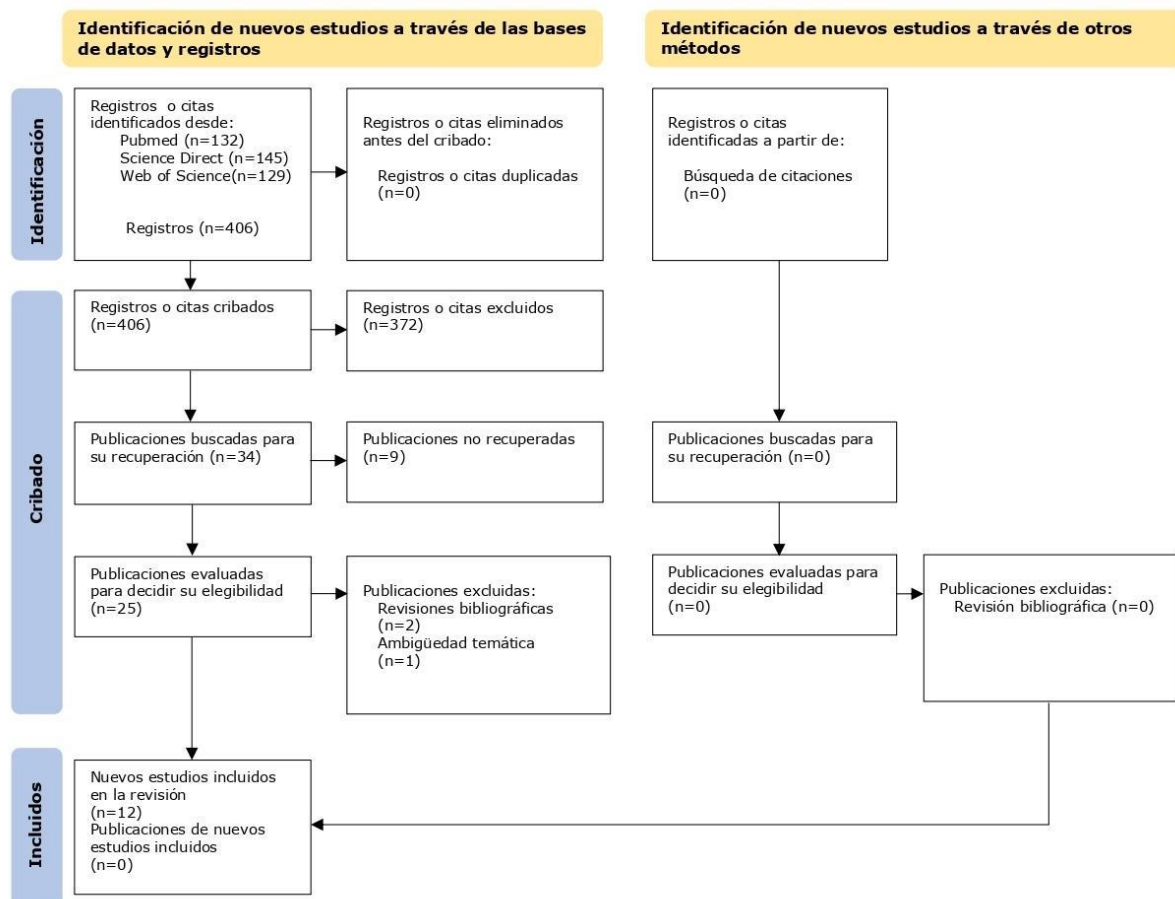 Identificación de nuevos estudios a través de las bases
de datos y registros
Identificación de nuevos estudios a través de otros
métodos
Identificación
Registros o citas
identificados desde:
Pubmed (n=132)
Science Direct (n=145)
Web of Science(n=129)
Registros (n=406)
Registros o citas eliminados
antes del cribado:
Registros o citas duplicadas
(n=0)
Registros o citas
identificadas a partir de:
Búsqueda de citaciones
(n=0)
Cribado
Registros o citas cribados
(n=406)
Registros o citas excluidos
(n=372)
Publicaciones buscadas para
su recuperación (n=34)
Publicaciones no recuperadas
(n=9)
Publicaciones buscadas para
su recuperación (n=0)
Publicaciones evaluadas
para decidir su elegibilidad
(n=25)
Publicaciones excluidas:
Revisiones bibliográficas
(n=2)
Ambigüedad temática
(n=1)
Publicaciones evaluadas para
decidir su elegibilidad
(n=0)
Publicaciones excluidas:
Revisión bibliográfica (n=0)
Incluidos
Nuevos estudios incluidos
en la revisión
(n=12)
Publicaciones de nuevos
estudios incluidos
(n=0)